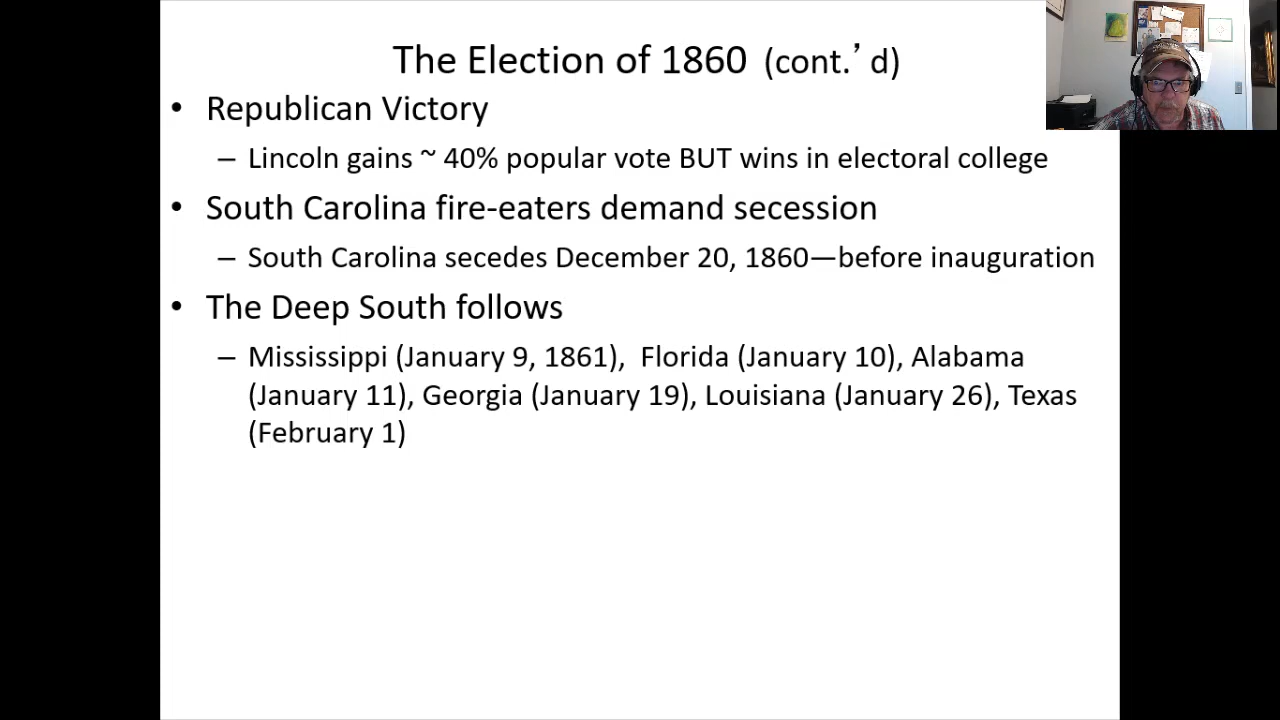 The Election of 1860 (cont.’d)
• Republican Victory
– Lincoln gains ~ 40% popular vote BUT wins in electoral college
• South Carolina fire-eaters demand secession
– South Carolina secedes December 20, 1860—before inauguration
• The Deep South follows
– Mississippi (January 9, 1861), Florida (January 10), Alabama
(January 11), Georgia (January 19), Louisiana (January 26), Texas
(February 1)